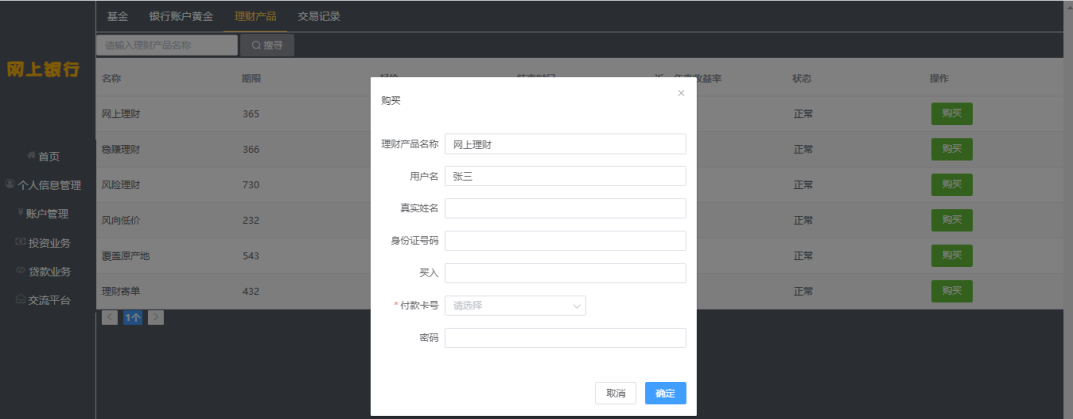 基金 银行账户黄金 理财产品 交易记录
请输入理财产品名称 搜寻
网上银行
名称 期限 年度收益率 状态 操作
网上理财 365 正常 购买
稳赚理财 366 正常 购买
风险理财 730 正常 购买
风向低价 232 正常 购买
覆盖原产地 543 正常 购买
理财寄单 432 正常 购买
1个
首页
个人信息管理
账户管理
投资业务
贷款业务
交流平台
购买
理财产品名称 网上理财
用户名 张三
真实姓名
身份证号码
买入
*付款卡号 请选择
密码
取消 确定